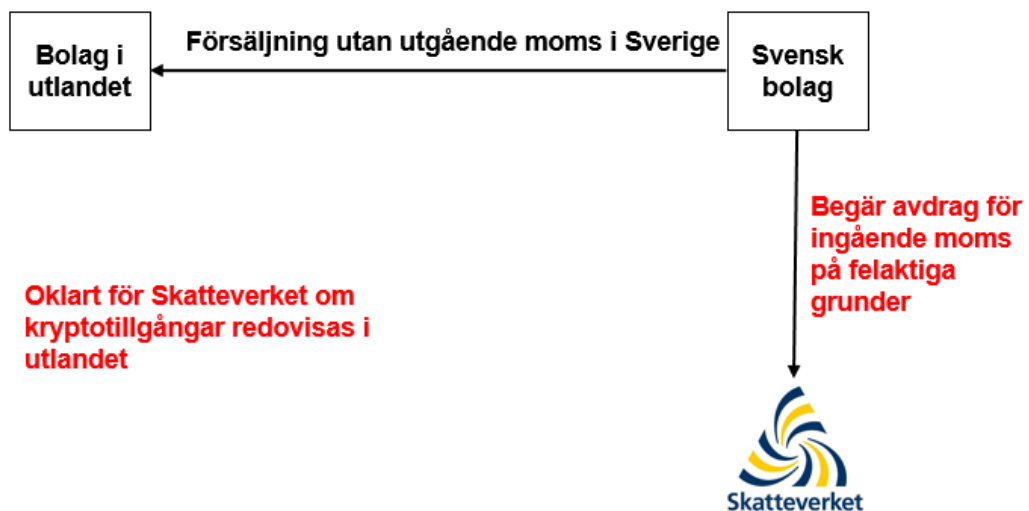 Bolag i
utlandet
Försäljning utan utgående moms i Sverige
Svensk
bolag
Begär avdrag för
ingående moms
på felaktiga
grunder
Oklart för Skatteverket om
kryptotillgångar redovisas i
utlandet
Skatteverket